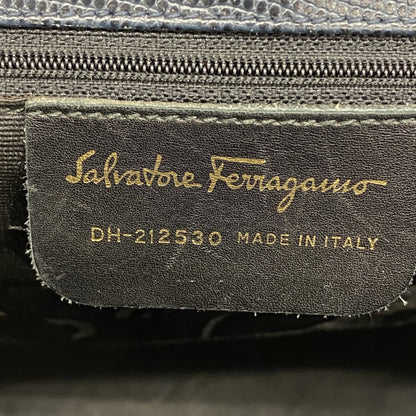 Salvatore Ferragamo
DH-212530 MADE IN ITALY